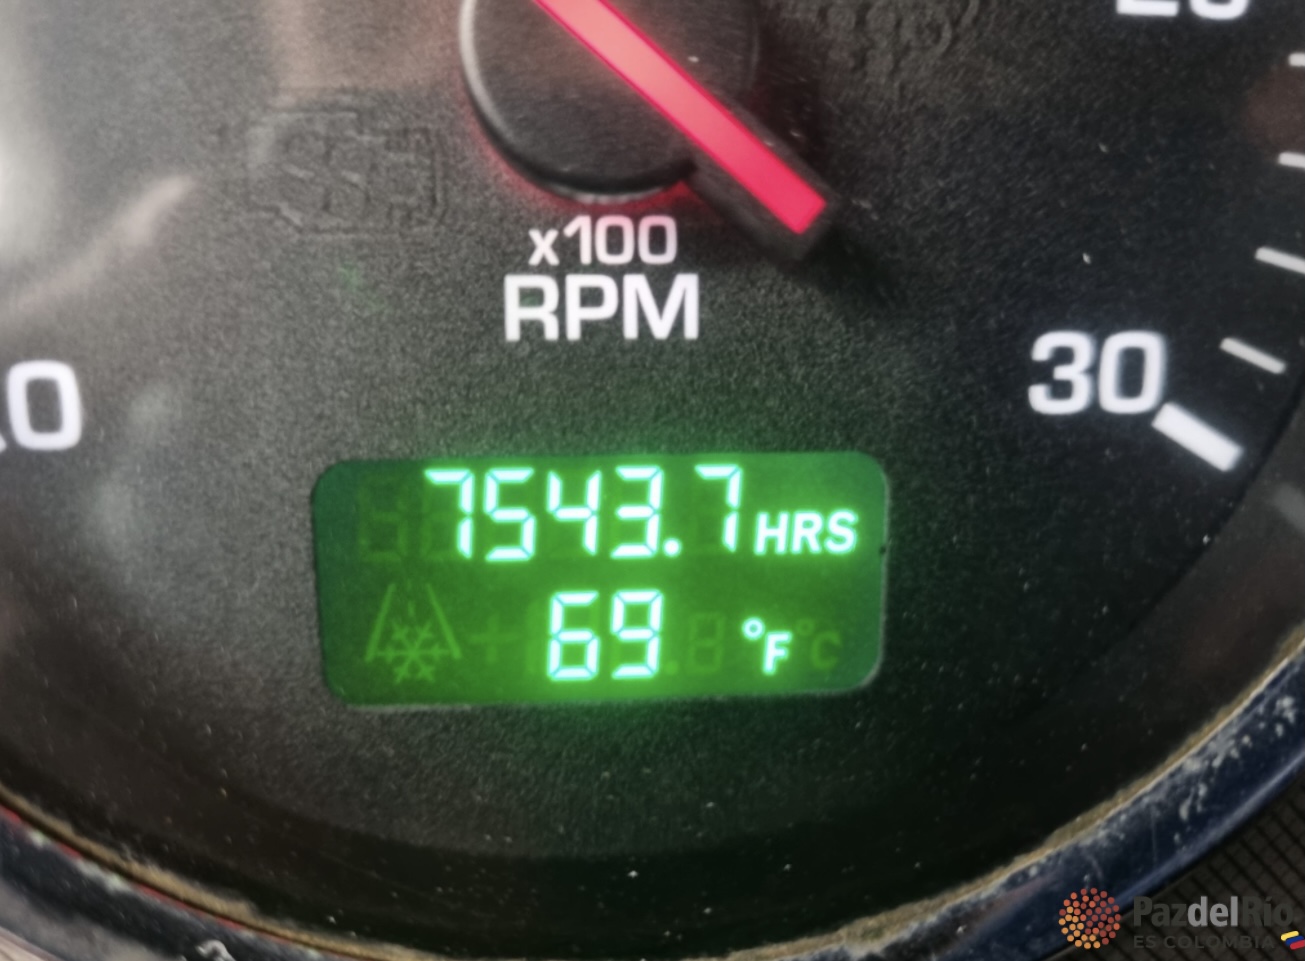 x100
RPM
30
7543.7 HRS
69 °F °C
PazdelRío
ES COLOMBIA